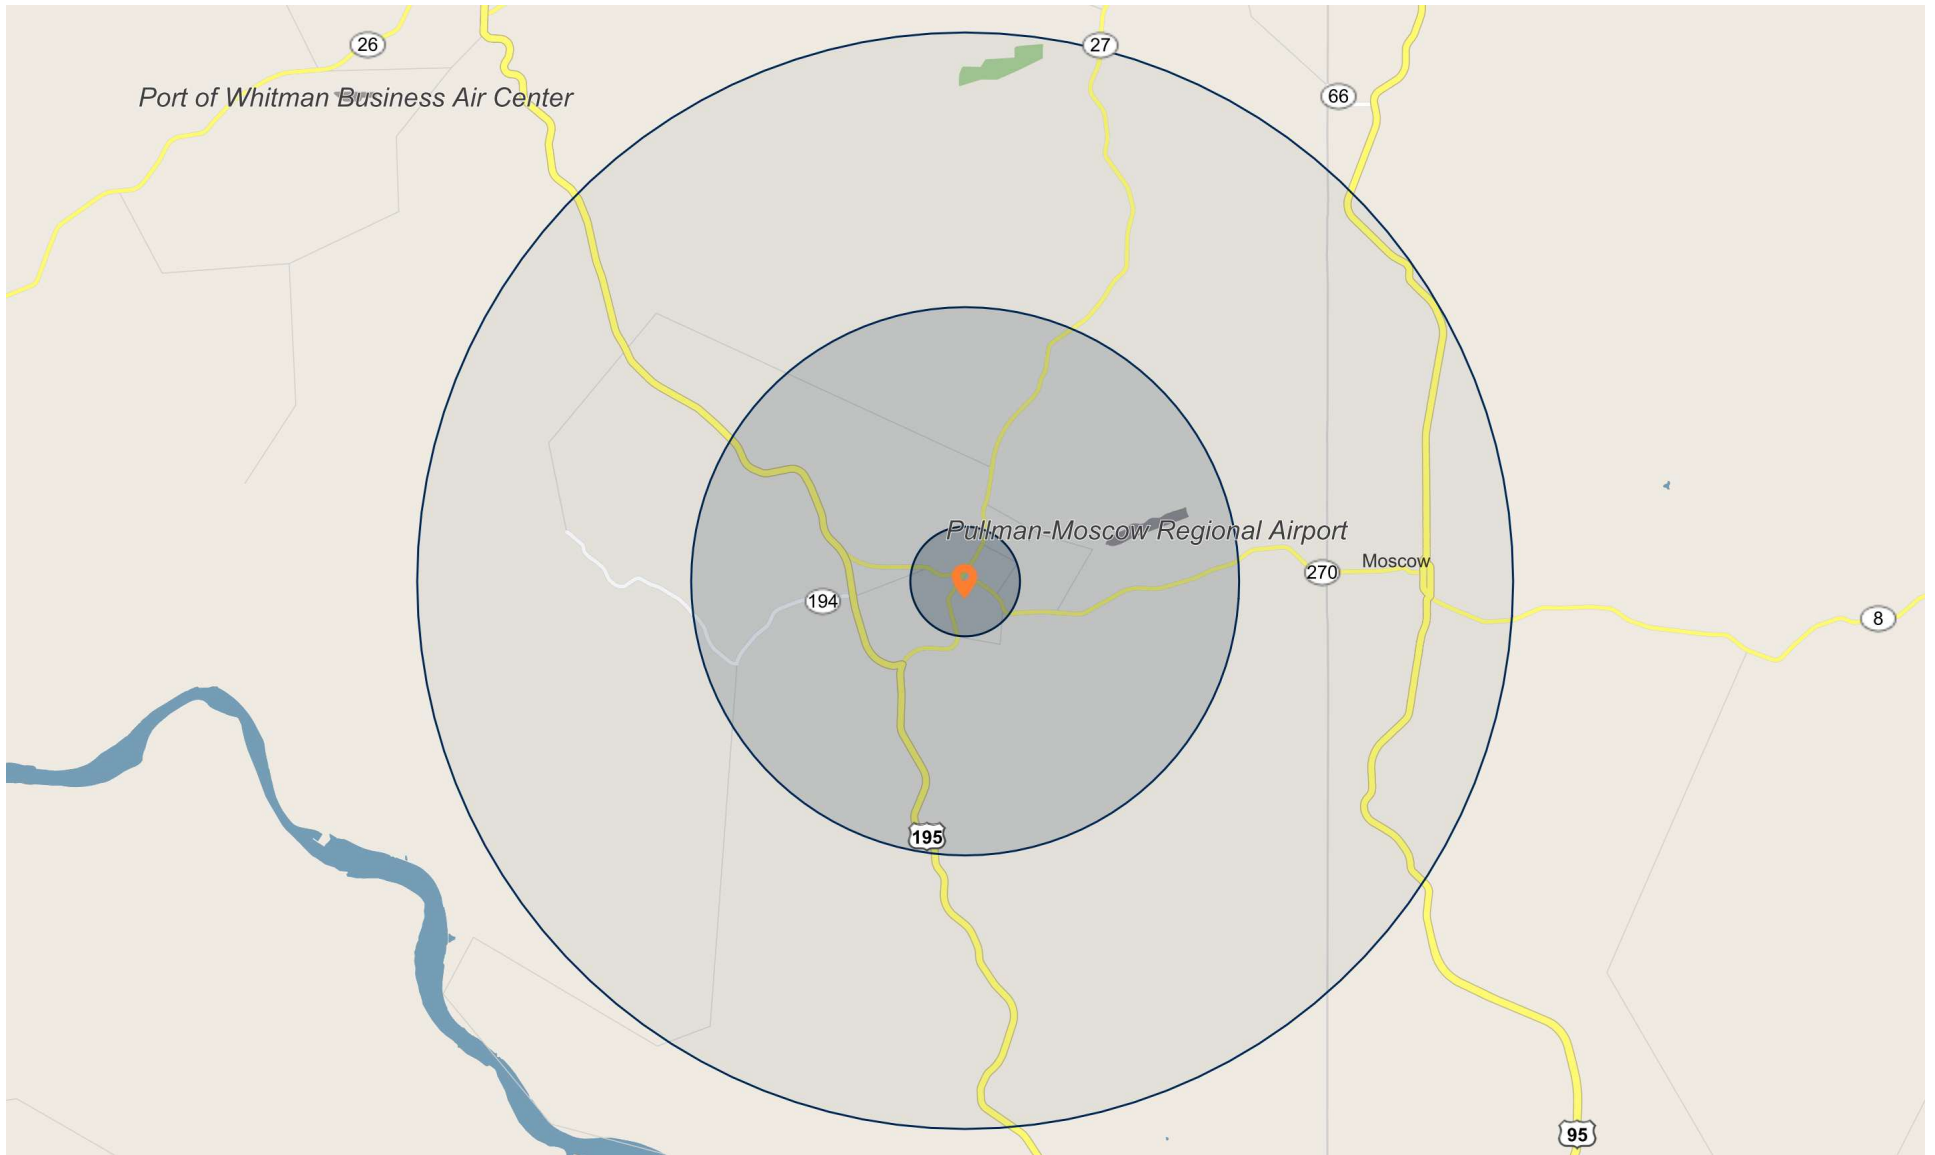 26
27
Port of Whitman Business Air Center
66
Pullman-Moscow Regional Airport
Moscow
270
194
8
195
95